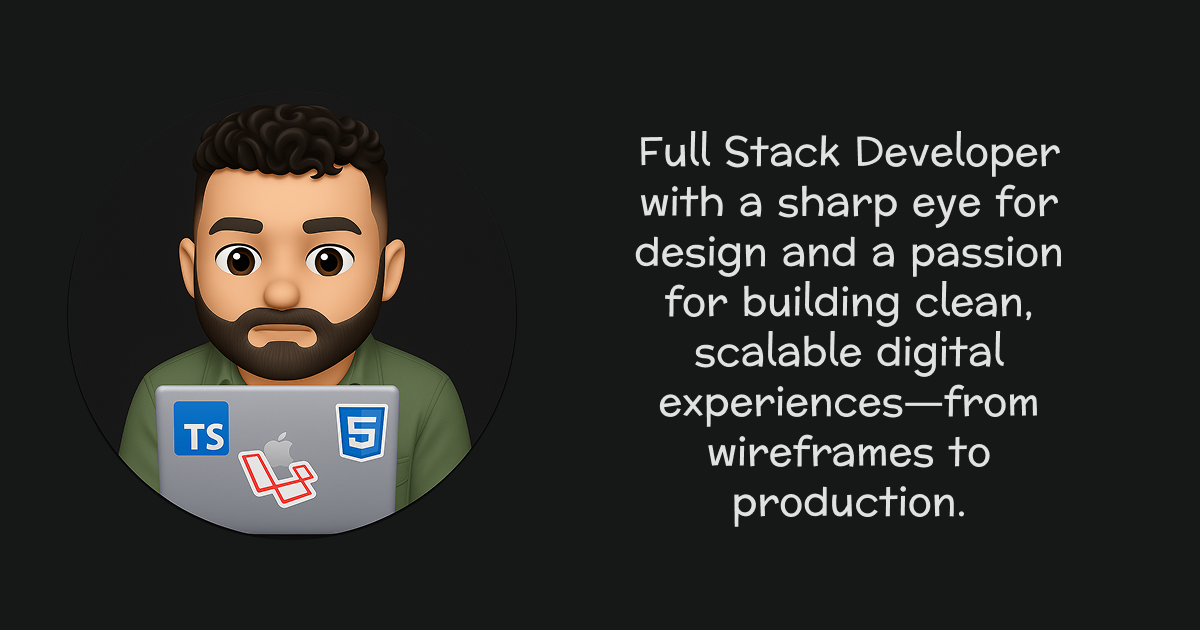 Full Stack Developer
with a sharp eye for
design and a passion
for building clean,
scalable digital
experiences—from
wireframes to
production.
TS
5